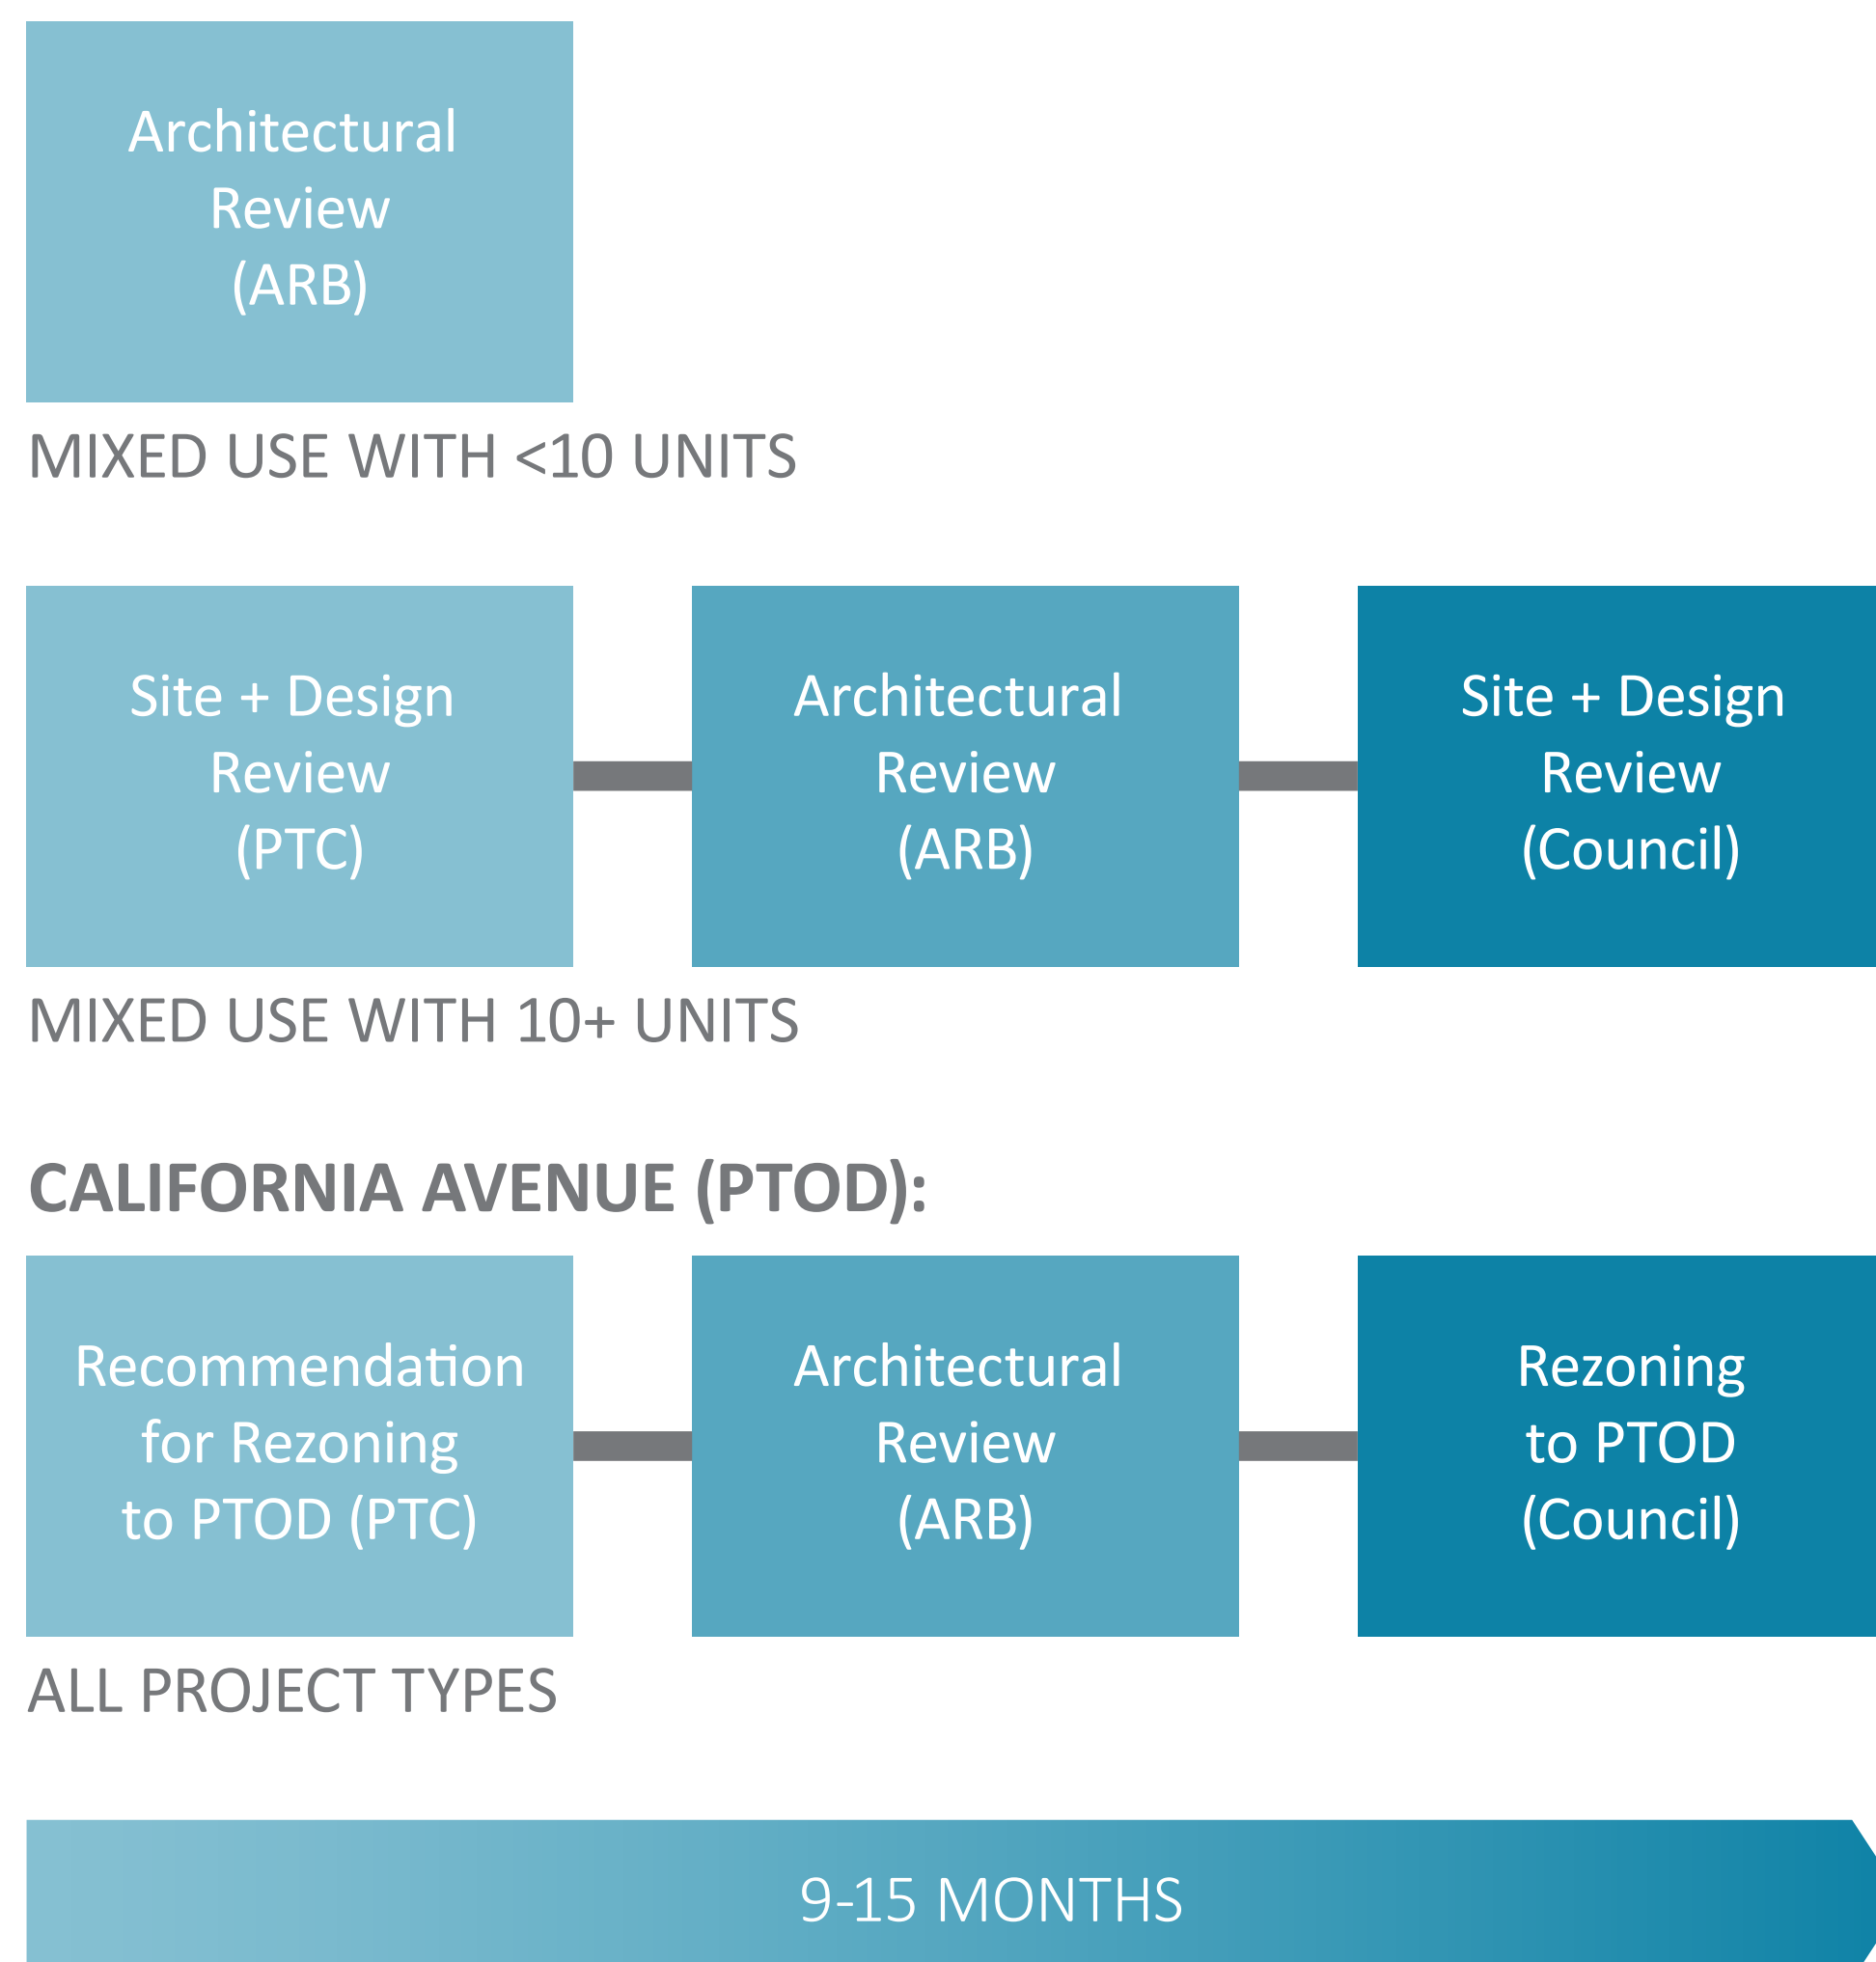 Architectural
Review
(ARB)
MIXED USE WITH <10 UNITS
Site + Design
Review
(PTC)
Architectural
Review
(ARB)
Site + Design
Review
(Council)
MIXED USE WITH 10+ UNITS
CALIFORNIA AVENUE (PTOD):
Recommendation
for Rezoning
to PTOD (PTC)
Architectural
Review
(ARB)
Rezoning
to PTOD
(Council)
ALL PROJECT TYPES
9-15 MONTHS